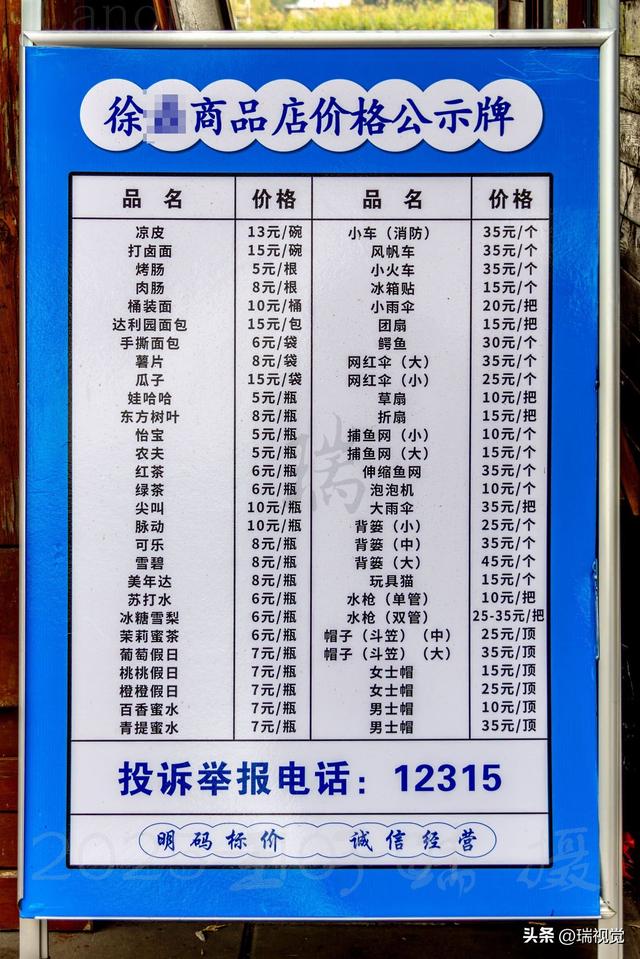 徐 商品店价格公示牌
品 名 价格 品 名 价格
凉皮 13元/碗 小车（消防） 35元/个
打卤面 15元/碗 风帆车 35元/个
烤肠 5元/根 小火车 35元/个
肉肠 8元/根 冰箱贴 15元/个
桶装面 10元/桶 小雨伞 20元/把
达利园面包 15元/包 团扇 15元/把
手撕面包 6元/袋 鳄鱼 30元/个
薯片 8元/袋 网红伞（大） 35元/个
瓜子 15元/袋 网红伞（小） 25元/个
娃哈哈 5元/瓶 草扇 10元/把
东方树叶 8元/瓶 折扇 15元/把
怡宝 5元/瓶 捕鱼网（小） 10元/个
农夫 5元/瓶 捕鱼网（大） 15元/个
红茶 6元/瓶 伸缩鱼网 35元/个
绿茶 6元/瓶 泡泡机 10元/个
尖叫 10元/瓶 大雨伞 35元/把
脉动 10元/瓶 背篓（小） 25元/个
可乐 8元/瓶 背篓（中） 35元/个
雪碧 8元/瓶 背篓（大） 45元/个
美年达 8元/瓶 玩具猫 15元/个
苏打水 6元/瓶 水枪（单管） 10元/把
冰糖雪梨 6元/瓶 水枪（双管） 25-35元/把
茉莉蜜茶 6元/瓶 帽子（斗笠）（中） 25元/顶
葡萄假日 7元/瓶 帽子（斗笠）（大） 35元/顶
桃桃假日 7元/瓶 女士帽 15元/顶
橙橙假日 7元/瓶 女士帽 25元/顶
百香蜜水 7元/瓶 男士帽 10元/顶
青提蜜水 7元/瓶 男士帽 35元/顶
投诉举报电话：12315
明码标价 诚信经营
头条 @瑞视觉